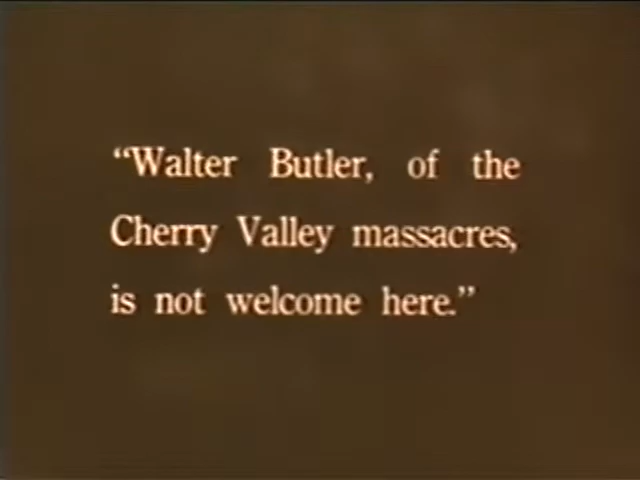 “Walter Butler, of the
Cherry Valley massacres,
is not welcome here.”